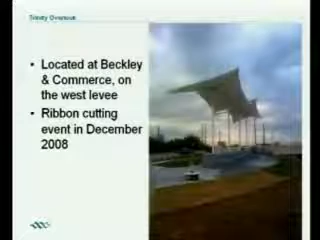 Trinity Overlook
• Located at Beckley
& Commerce, on
the west levee
• Ribbon cutting
event in December
2008